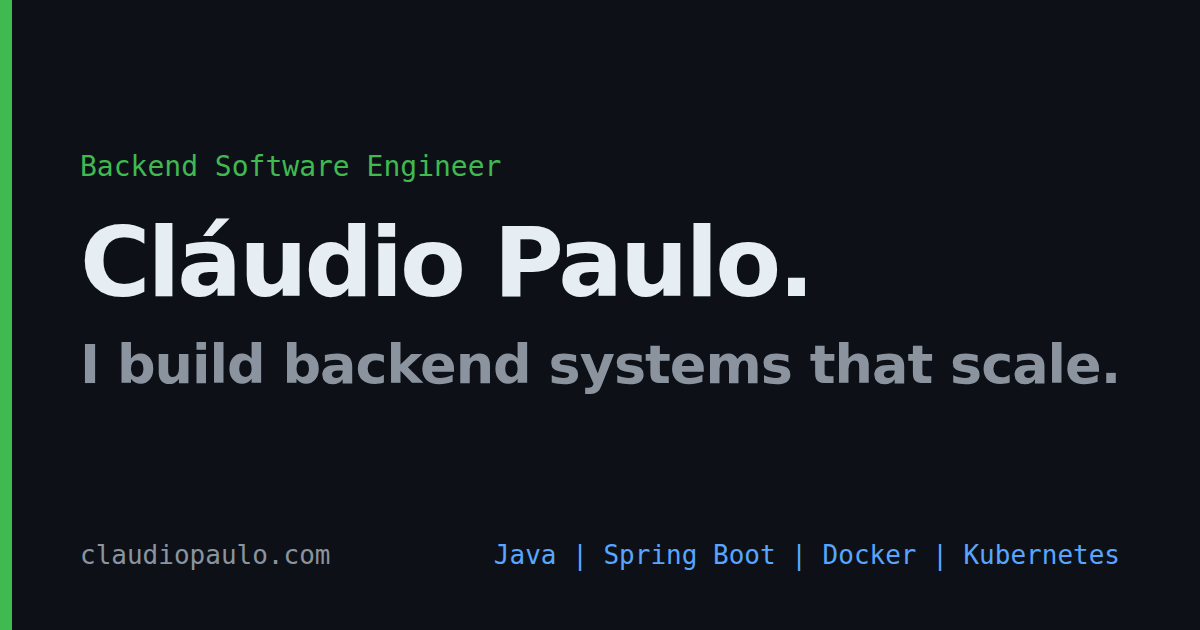 Backend Software Engineer
Cláudio Paulo.
I build backend systems that scale.
claudiopaulo.com
Java | Spring Boot | Docker | Kubernetes